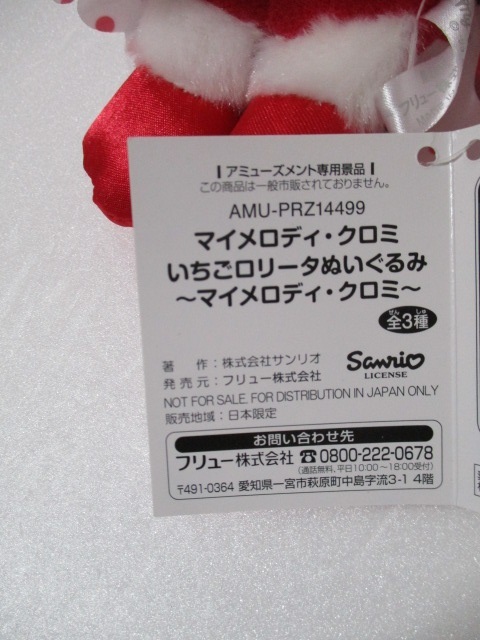 フリュー
アミューズメント専用景品
この商品は一般市販されておりません。
AMU-PRZ14499
マイメロディ・クロミ
いちごロリータぬいぐるみ
〜マイメロディ・クロミ〜
ぜん しゅ
全3種
著 作：株式会社サンリオ
発売元：フリュー株式会社
Sanrio
LICENSE
NOT FOR SALE. FOR DISTRIBUTION IN JAPAN ONLY
販売地域：日本限定
お問い合わせ先
フリュー株式会社 ☎0800-222-0678
(通話無料、平日10:00〜18:00受付)
〒491-0364 愛知県一宮市萩原町中島字流3-1 4階